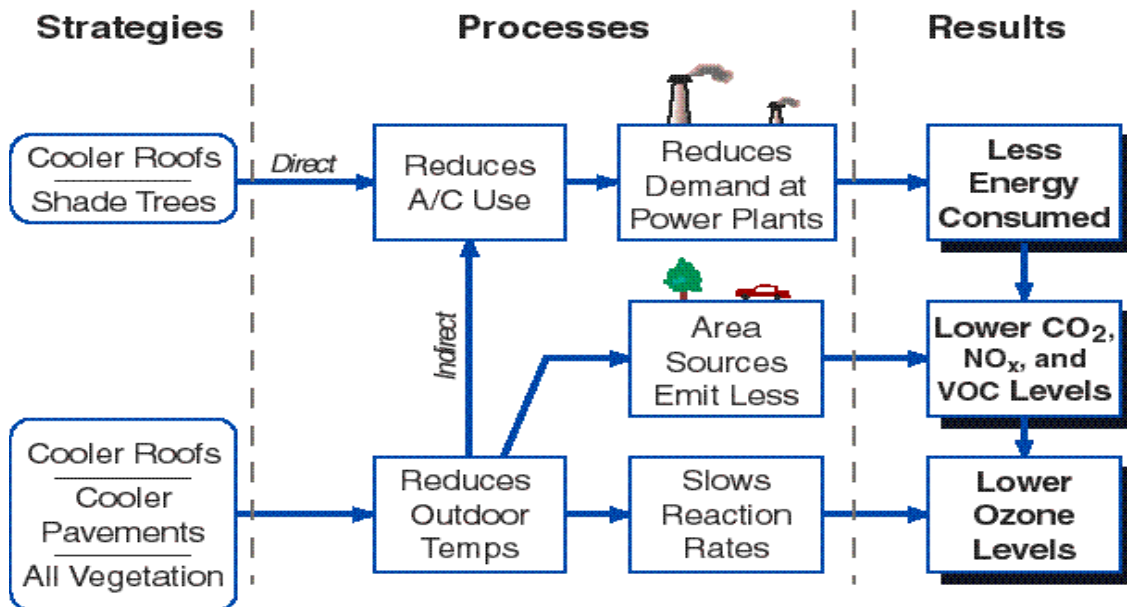 Strategies
Processes
Results
Cooler Roofs
Shade Trees
Direct
Reduces
A/C Use
Reduces
Demand at
Power Plants
Less
Energy
Consumed
Indirect
Area
Sources
Emit Less
Lower CO₂,
NOₓ, and
VOC Levels
Cooler Roofs
Cooler
Pavements
All Vegetation
Reduces
Outdoor
Temps
Slows
Reaction
Rates
Lower
Ozone
Levels